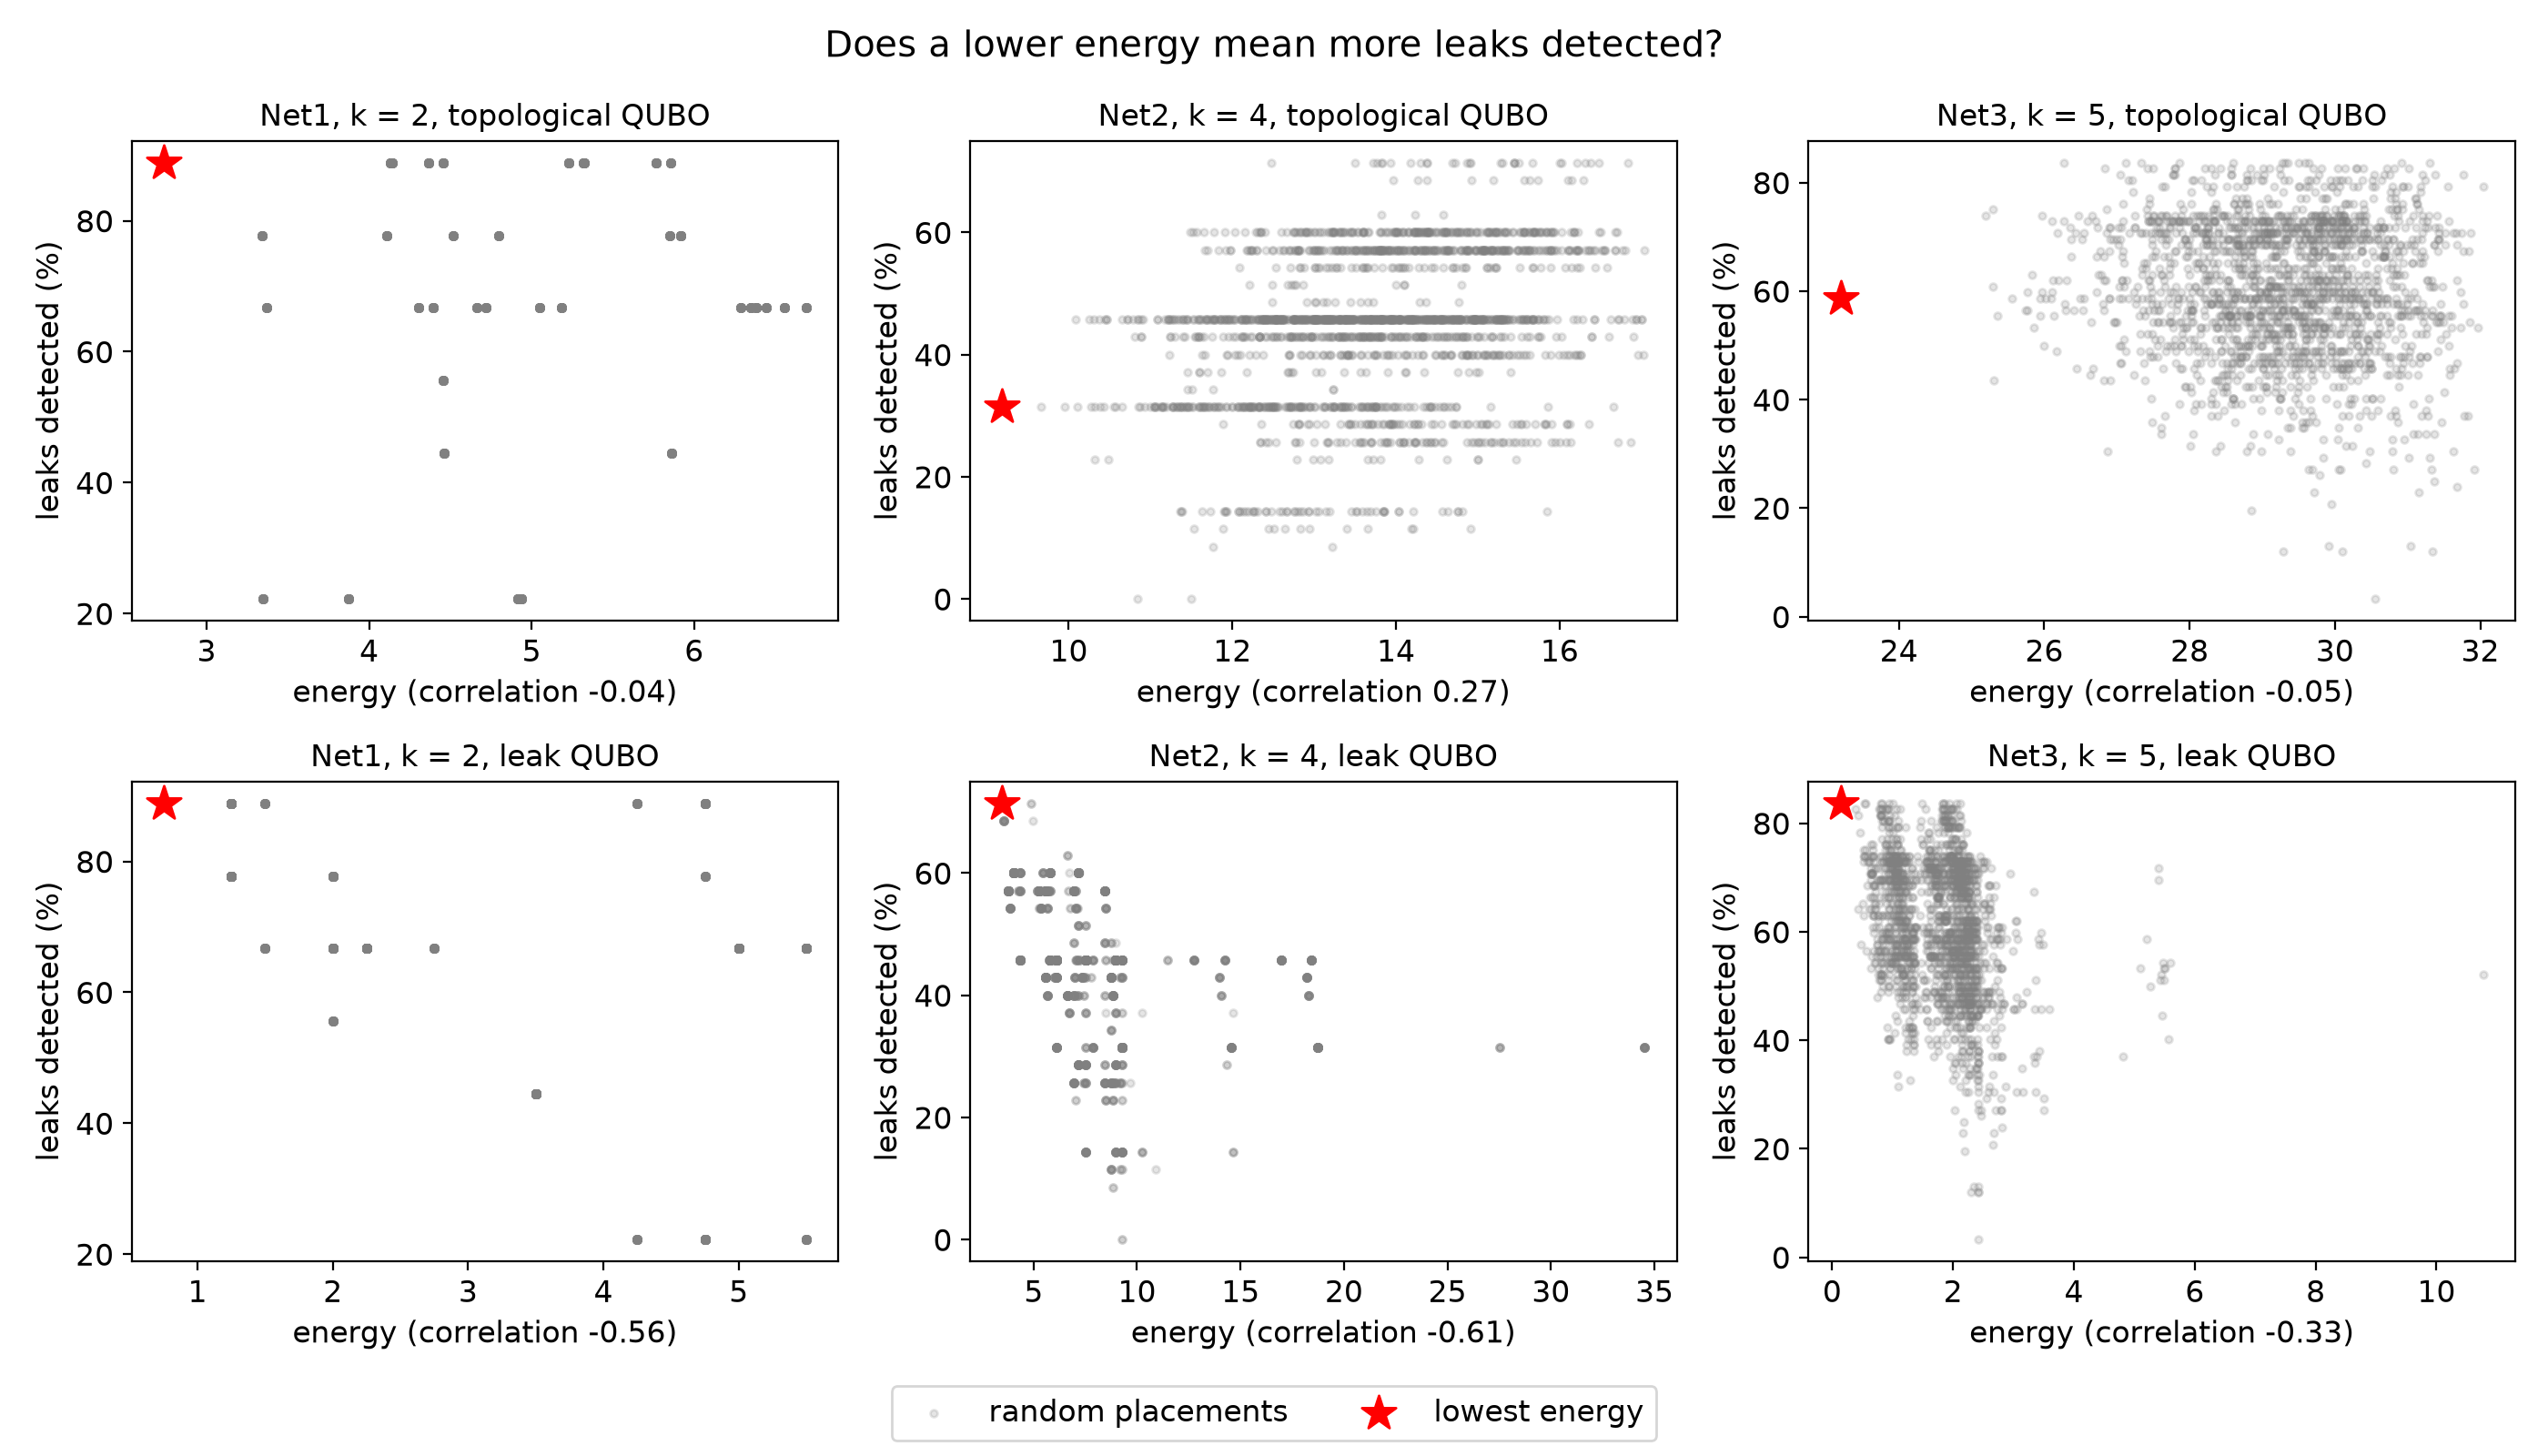 Does a lower energy mean more leaks detected?
Net1, k = 2, topological QUBO
Net2, k = 4, topological QUBO
Net3, k = 5, topological QUBO
leaks detected (%)
80
60
40
20
3
4
5
6
energy (correlation -0.04)
leaks detected (%)
60
40
20
0
10
12
14
16
energy (correlation 0.27)
leaks detected (%)
80
60
40
20
0
24
26
28
30
32
energy (correlation -0.05)
Net1, k = 2, leak QUBO
Net2, k = 4, leak QUBO
Net3, k = 5, leak QUBO
leaks detected (%)
80
60
40
20
1
2
3
4
5
energy (correlation -0.56)
leaks detected (%)
60
40
20
0
5
10
15
20
25
30
35
energy (correlation -0.61)
leaks detected (%)
80
60
40
20
0
0
2
4
6
8
10
energy (correlation -0.33)
random placements
lowest energy